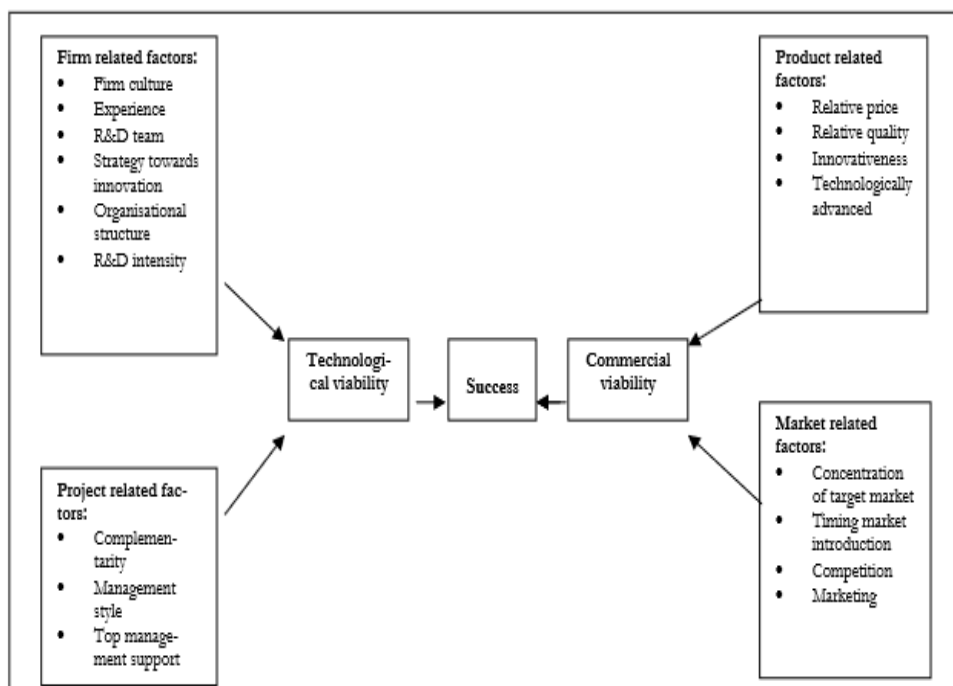 Firm related factors:
• Firm culture
• Experience
• R&D team
• Strategy towards
innovation
• Organisational
structure
• R&D intensity
Product related
factors:
• Relative price
• Relative quality
• Innovativeness
• Technologically
advanced
Technologi-
cal viability
Success
Commercial
viability
Project related fac-
tors:
• Complemen-
tarity
• Management
style
• Top manage-
ment support
Market related
factors:
• Concentration
of target market
• Timing market
introduction
• Competition
• Marketing